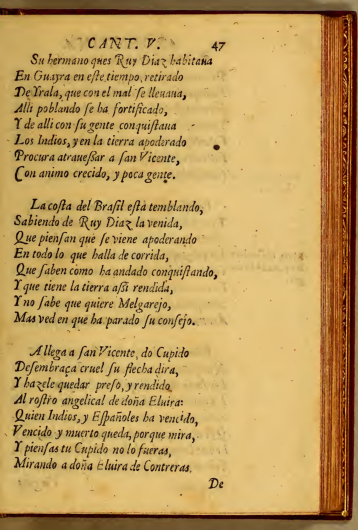 CANT. V. 47
Su hermano ques Ruy Diaz habitaua
En Guayra en este tiempo, retirado
De Yrala, que con el mal se lleuaua,
Alli poblando se ha fortificado,
Y de alli con su gente conquistaua
Los Indios, y en la tierra apoderado
Procura atrauessar a san Vicente,
Con animo crecido, y poca gente.
La costa del Brasil está temblando,
Sabiendo de Ruy Diaz la venida,
Que piensan que se viene apoderando
En todo lo que halla de corrida,
Que saben como ha andado conquistando,
Y que tiene la tierra assi rendida,
Y no sabe que quiere Melgarejo,
Mas ved en que ha parado su consejo.
Allega a san Vicente, do Cupido
Desembraça cruel su flecha dira,
Y hazele quedar preso, y rendido
Al rostro angelical de doña Eluira:
Quien Indios, y Españoles ha vencido,
Vencido y muerto queda, porque mira,
Y piensas tu Cupido no lo fueras,
Mirando a doña Eluira de Contreras.
De